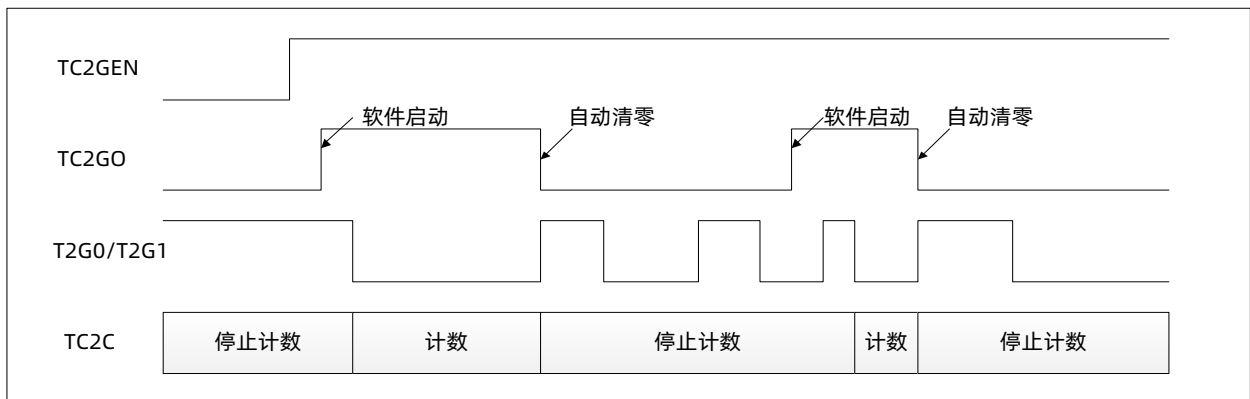 TC2GEN
软件启动 自动清零 软件启动 自动清零
TC2GO
T2G0/T2G1
TC2C 停止计数 计数 停止计数 计数 停止计数